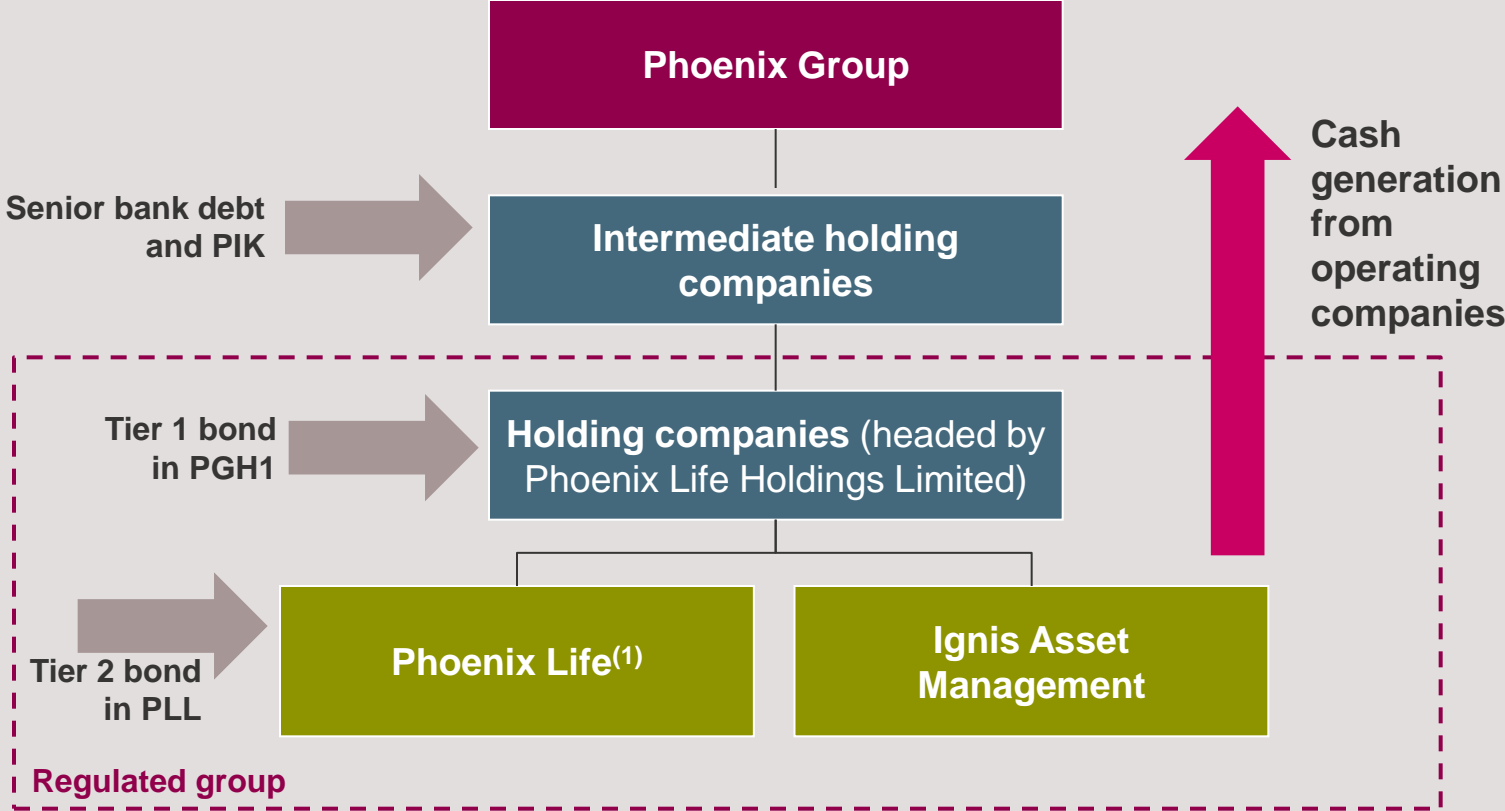 Phoenix Group
Cash
generation
from
operating
companies
Senior bank debt
and PIK
Intermediate holding
companies
Tier 1 bond
in PGH1
Holding companies (headed by
Phoenix Life Holdings Limited)
Tier 2 bond
in PLL
Phoenix Life(1)
Ignis Asset
Management
Regulated group